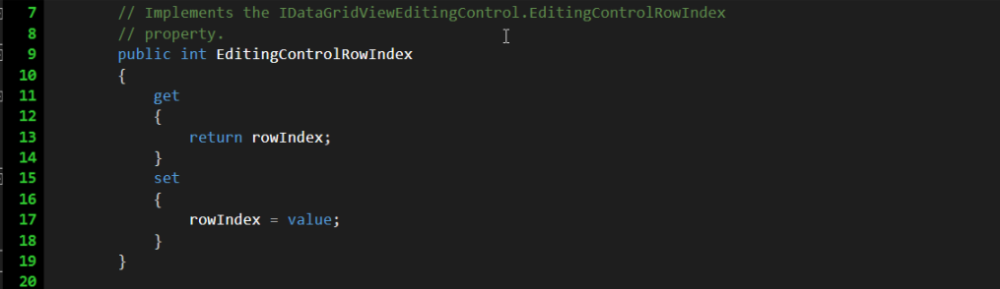 7 // Implements the IDataGridViewEditingControl.EditingControlRowIndex
8 // property.
9 public int EditingControlRowIndex
10 {
11 get
12 {
13 return rowIndex;
14 }
15 set
16 {
17 rowIndex = value;
18 }
19 }
20